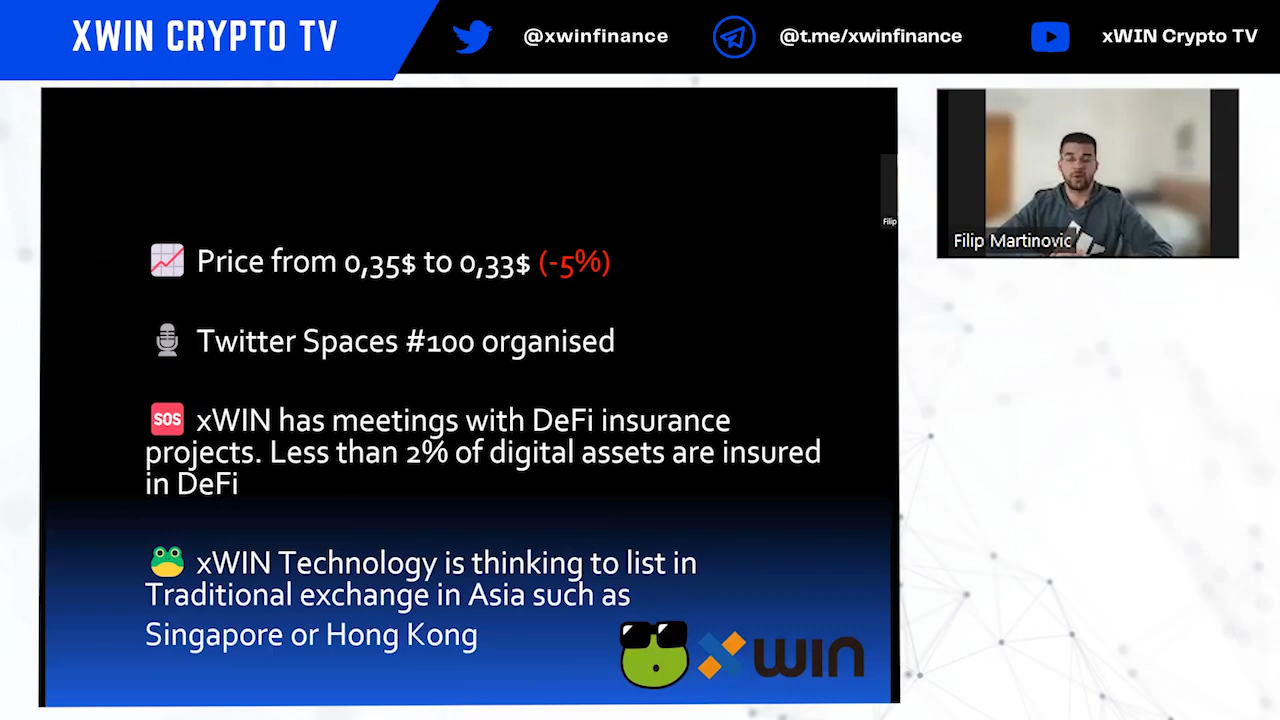 XWIN CRYPTO TV
@xwinfinance
@t.me/xwinfinance
xWIN Crypto TV
Price from 0,35$ to 0,33$ (-5%)
Twitter Spaces #100 organised
SOS xWIN has meetings with DeFi insurance
projects. Less than 2% of digital assets are insured
in DeFi
xWIN Technology is thinking to list in
Traditional exchange in Asia such as
Singapore or Hong Kong
xWIN
Filip
Filip Martinovic